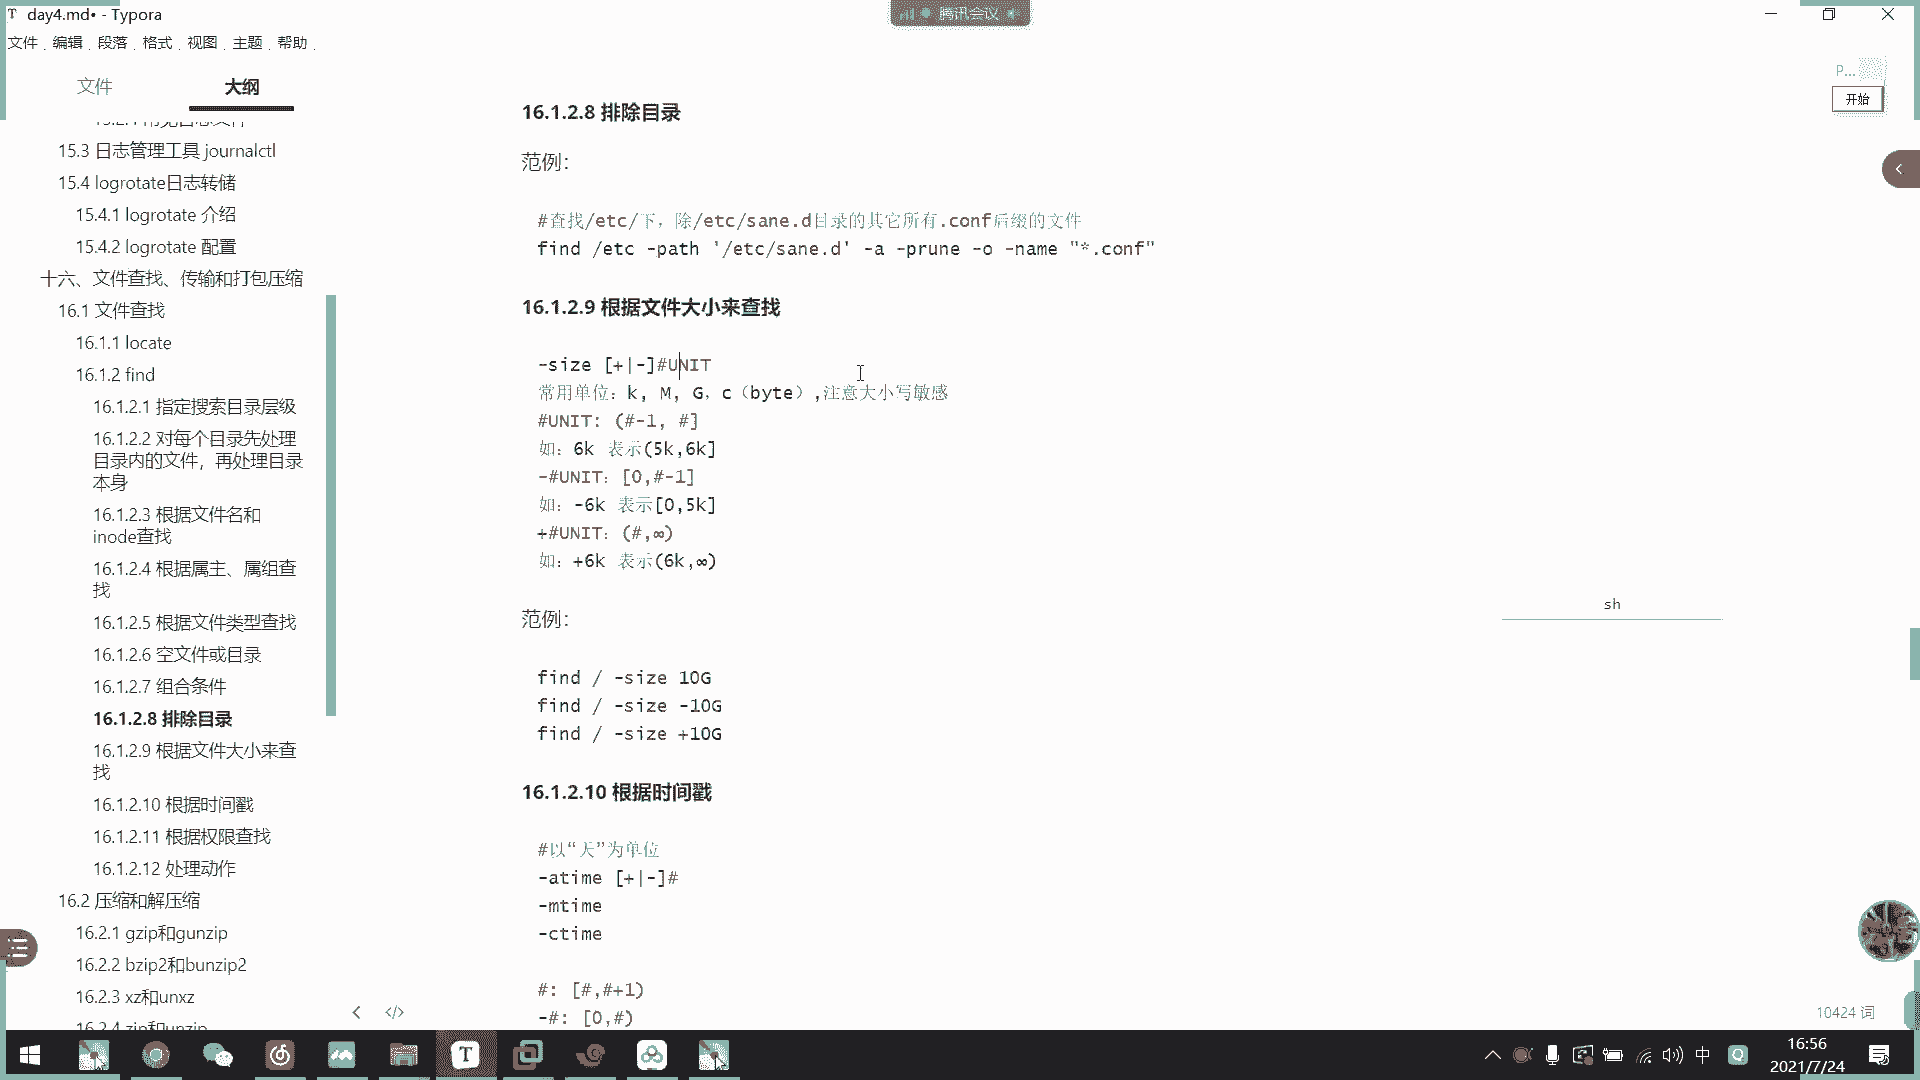 day4.md• - Typora
腾讯会议
文件 编辑 段落 格式 视图 主题 帮助
文件
大纲
15.3 日志管理工具 journalctl
15.4 logrotate日志转储
15.4.1 logrotate 介绍
15.4.2 logrotate 配置
十六、文件查找、传输和打包压缩
16.1 文件查找
16.1.1 locate
16.1.2 find
16.1.2.1 指定搜索目录层级
16.1.2.2 对每个目录先处理
目录内的文件，再处理目录
本身
16.1.2.3 根据文件名和
inode查找
16.1.2.4 根据属主、属组查
找
16.1.2.5 根据文件类型查找
16.1.2.6 空文件或目录
16.1.2.7 组合条件
16.1.2.8 排除目录
16.1.2.9 根据文件大小来查
找
16.1.2.10 根据时间戳
16.1.2.11 根据权限查找
16.1.2.12 处理动作
16.2 压缩和解压缩
16.2.1 gzip和gunzip
16.2.2 bzip2和bunzip2
16.2.3 xz和unxz
16.2.4 zip和unzip
16.1.2.8 排除目录
范例：
#查找/etc/下，除/etc/sane.d目录的其它所有.conf后缀的文件
find /etc -path '/etc/sane.d' -a -prune -o -name "*.conf"
16.1.2.9 根据文件大小来查找
-size [+|-]#UNIT
常用单位：k, M, G，c（byte）,注意大小写敏感
#UNIT: (#-1, #]
如：6k 表示(5k,6k]
-#UNIT：[0,#-1]
如：-6k 表示[0,5k]
+#UNIT：(#,∞)
如：+6k 表示(6k,∞)
范例：
find / -size 10G
find / -size -10G
find / -size +10G
16.1.2.10 根据时间戳
#以“天”为单位
-atime [+|-]#
-mtime
-ctime
#: [#,#+1)
-#: [0,#)
P...
开始
sh
10424 词
中
16:56
2021/7/24